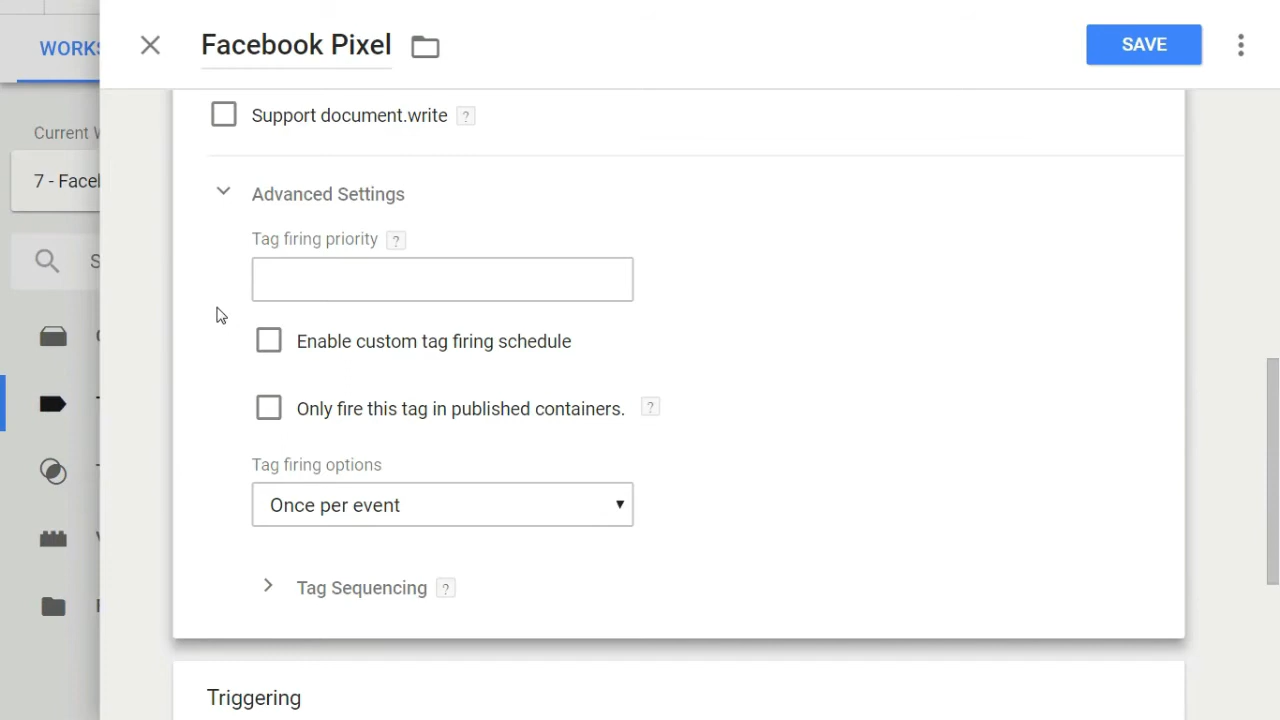 Facebook Pixel
SAVE
WORKS
Current W
7 - Facel
S
Support document.write ?
Advanced Settings
Tag firing priority ?
Enable custom tag firing schedule
Only fire this tag in published containers. ?
Tag firing options
Once per event
Tag Sequencing ?
Triggering